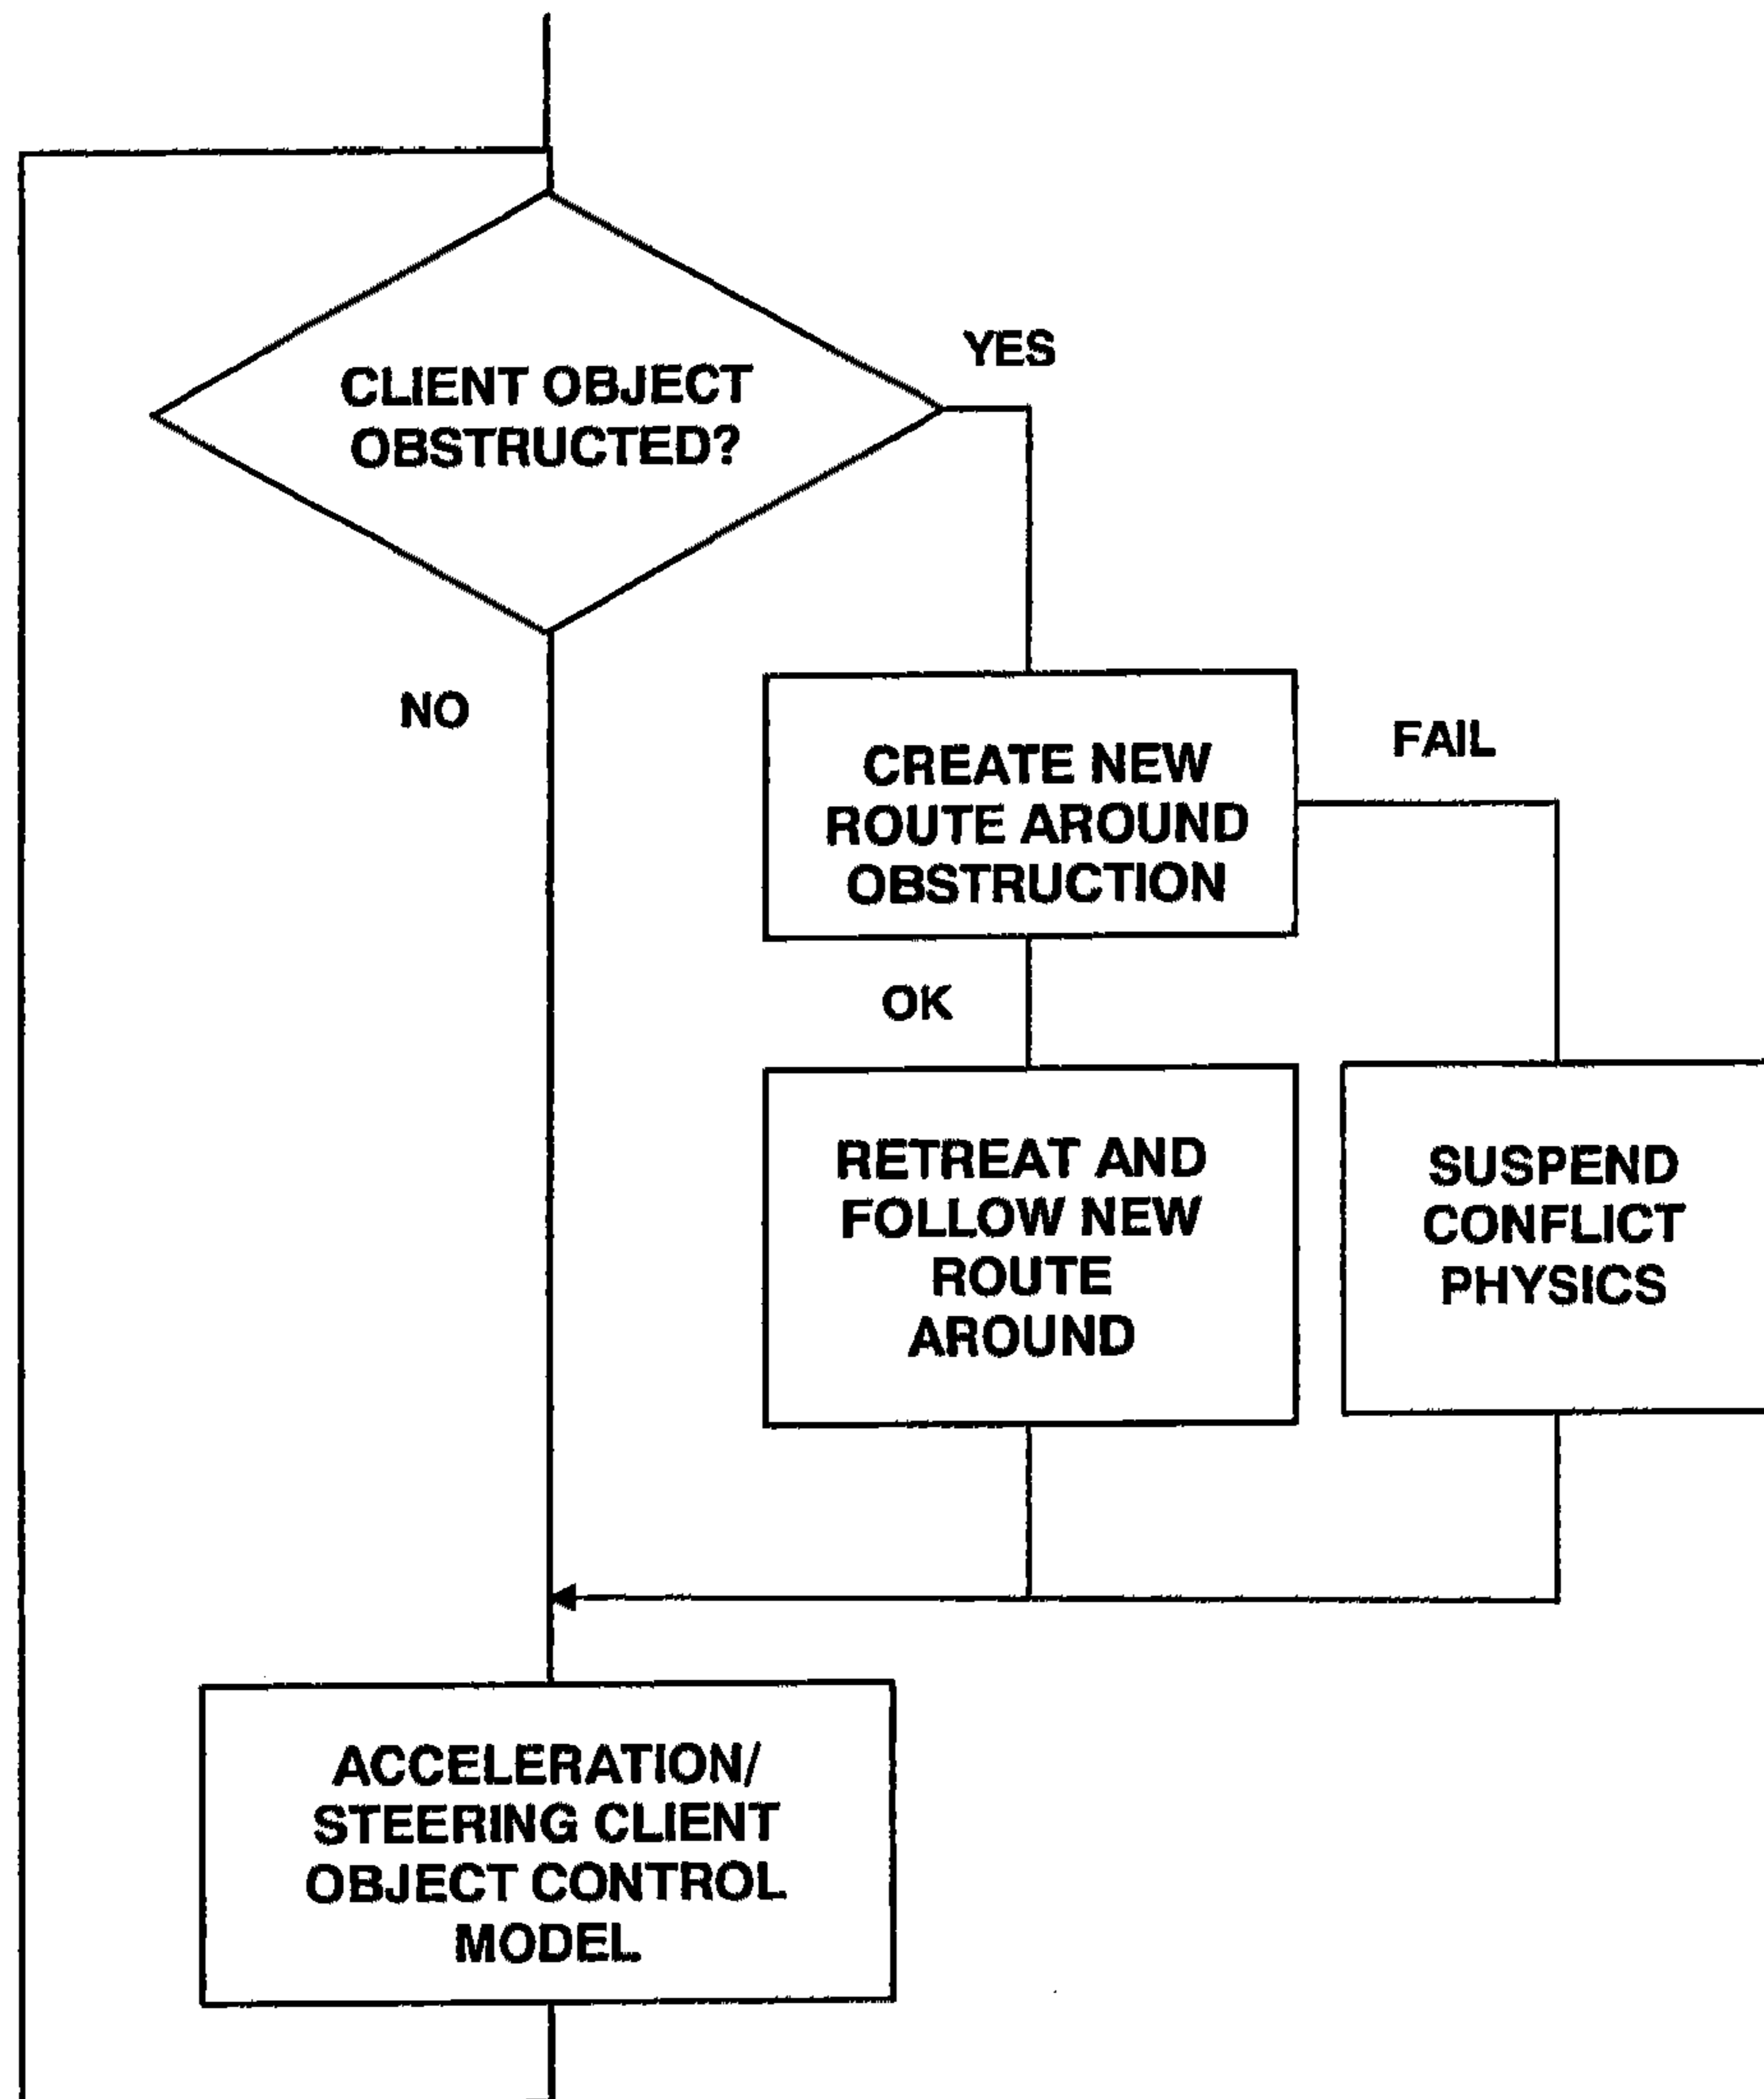 YES
CLIENT OBJECT
OBSTRUCTED?
NO
FAIL
CREATE NEW
ROUTE AROUND
OBSTRUCTION
OK
RETREAT AND
FOLLOW NEW
ROUTE
AROUND
SUSPEND
CONFLICT
PHYSICS
ACCELERATION/
STEERING CLIENT
OBJECT CONTROL
MODEL